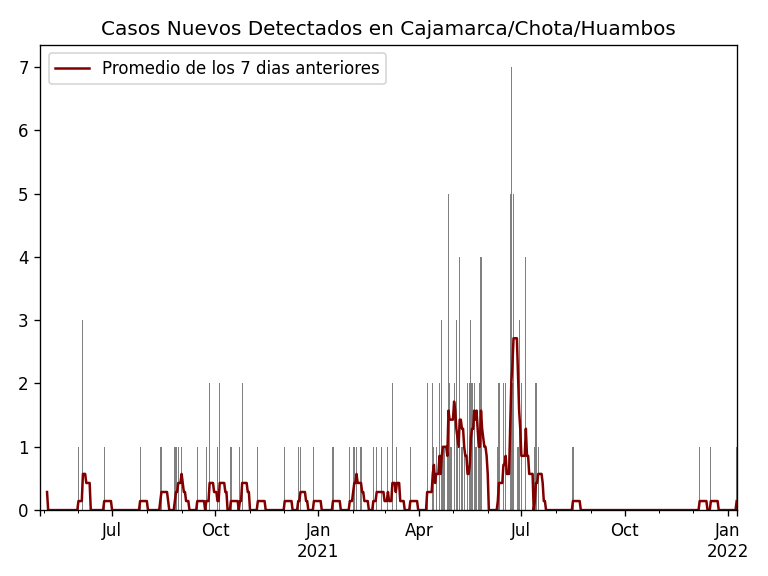 Casos Nuevos Detectados en Cajamarca/Chota/Huambos
Promedio de los 7 dias anteriores
7
6
5
4
3
2
1
0
Jul
Oct
Jan
2021
Apr
Jul
Oct
Jan
2022